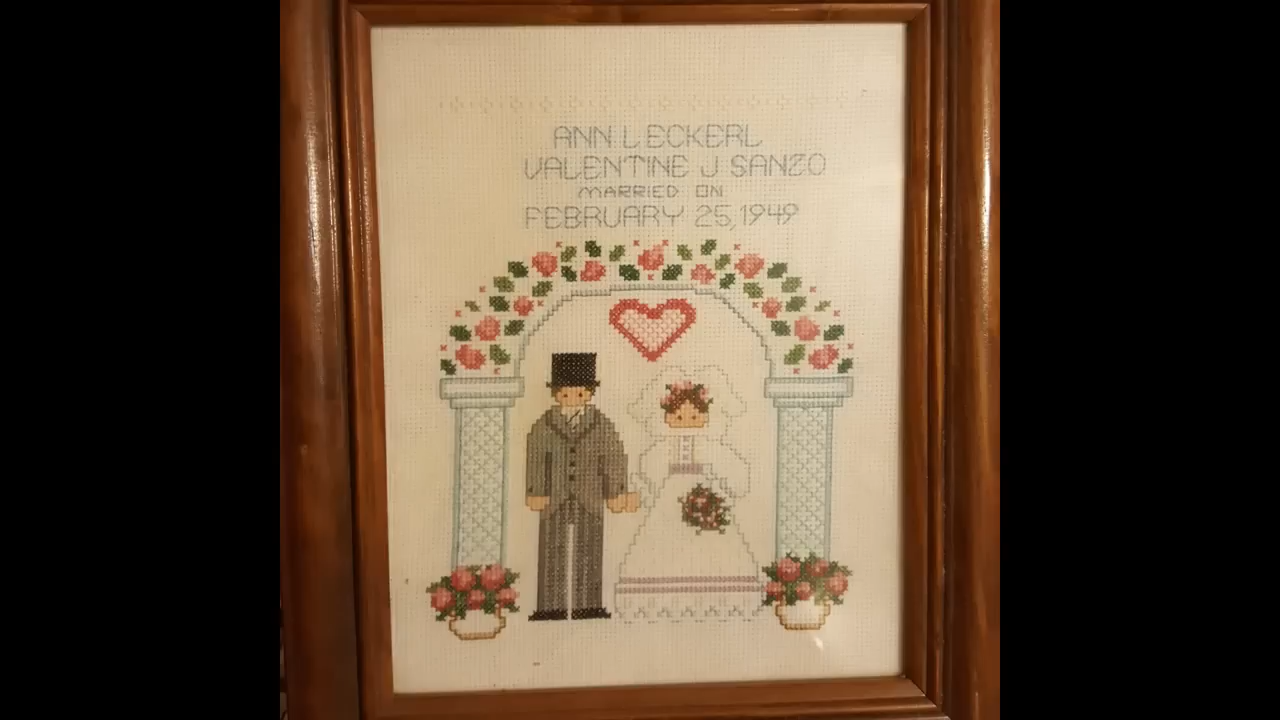 ANN L ECKERL
VALENTINE J SANZO
MARRIED ON
FEBRUARY 25, 1949